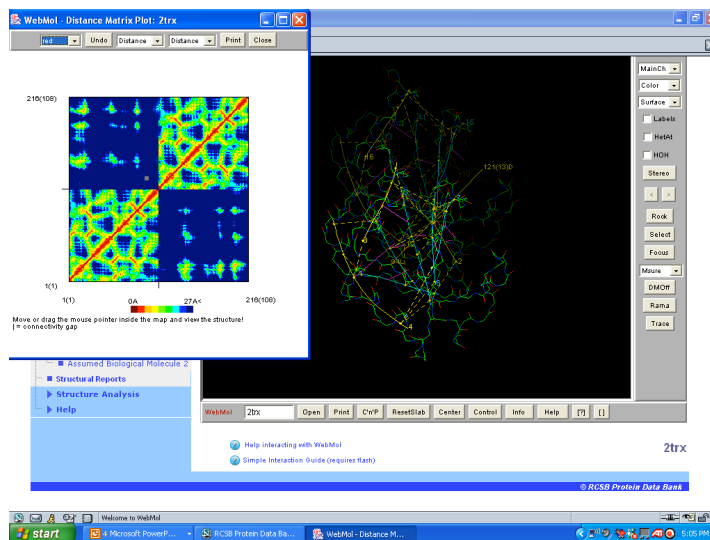 WebMol - Distance Matrix Plot: 2trx
red Undo Distance Distance Print Close
216(108)
1(1)
1(1) 0A 27A< 216(108)
Move or drag the mouse pointer inside the map and view the structure!
| = connectivity gap
121(13)D
MainCh
Color
Surface
Labels
HetAt
HOH
Stereo
< >
Rock
Select
Focus
Msure
DMOff
Rama
Trace
Assumed Biological Molecule 2
Structural Reports
Structure Analysis
Help
WebMol 2trx Open Print C'n'P ResetSlab Center Control Info Help [?] [ ]
Help interacting with WebMol
Simple Interaction Guide (requires flash)
2trx
© RCSB Protein Data Bank
Welcome to WebMol
start 4 Microsoft PowerP... RCSB Protein Data Ba... WebMol - Distance M... 5:05 PM